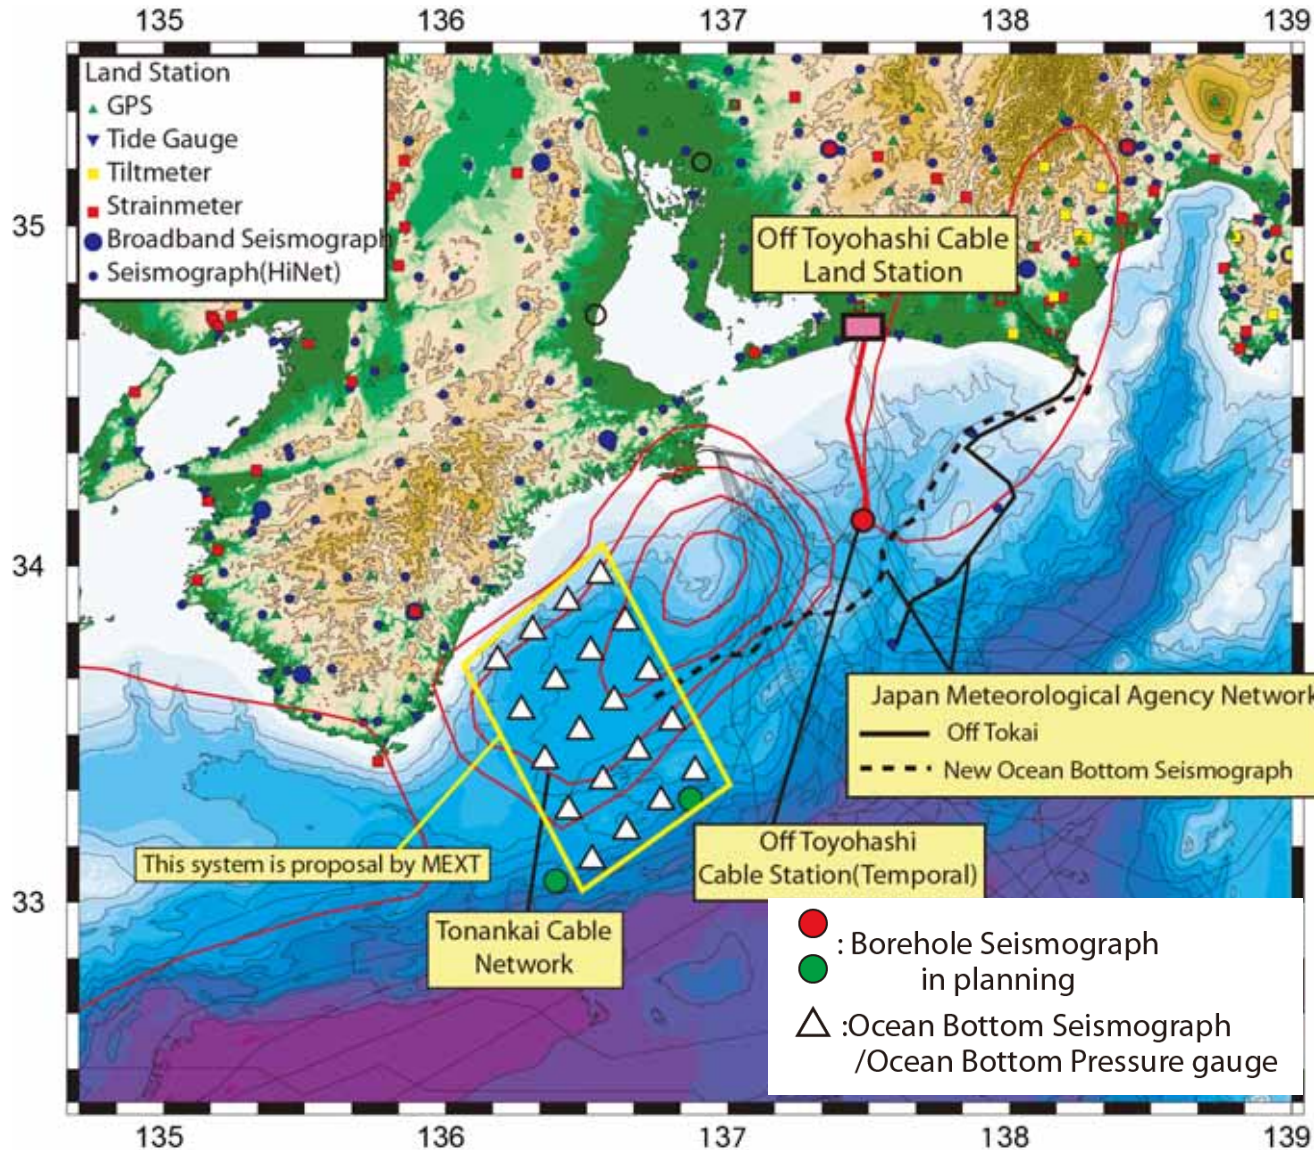 135 136 137 138 139
Land Station
GPS
Tide Gauge
Tiltmeter
Strainmeter
Broadband Seismograph
Seismograph(HiNet)
35
34
33
Off Toyohashi Cable
Land Station
Japan Meteorological Agency Network
Off Tokai
New Ocean Bottom Seismograph
This system is proposal by MEXT
Off Toyohashi
Cable Station(Temporal)
Tonankai Cable
Network
: Borehole Seismograph
in planning
:Ocean Bottom Seismograph
/Ocean Bottom Pressure gauge
135 136 137 138 139